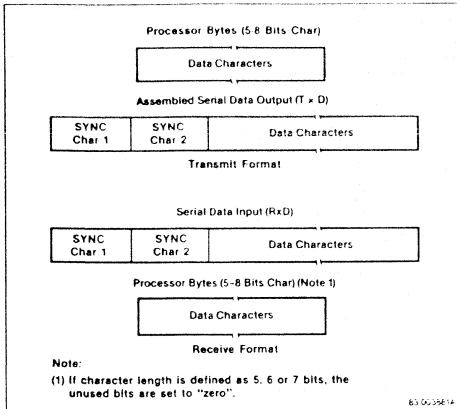 Processor Bytes (5-8 Bits Char)
Data Characters
Assembled Serial Data Output (T x D)
SYNC Char 1
SYNC Char 2
Data Characters
Transmit Format
Serial Data Input (RxD)
SYNC Char 1
SYNC Char 2
Data Characters
Processor Bytes (5-8 Bits Char) (Note 1)
Data Characters
Receive Format
Note:
(1) If character length is defined as 5, 6 or 7 bits, the
unused bits are set to "zero".